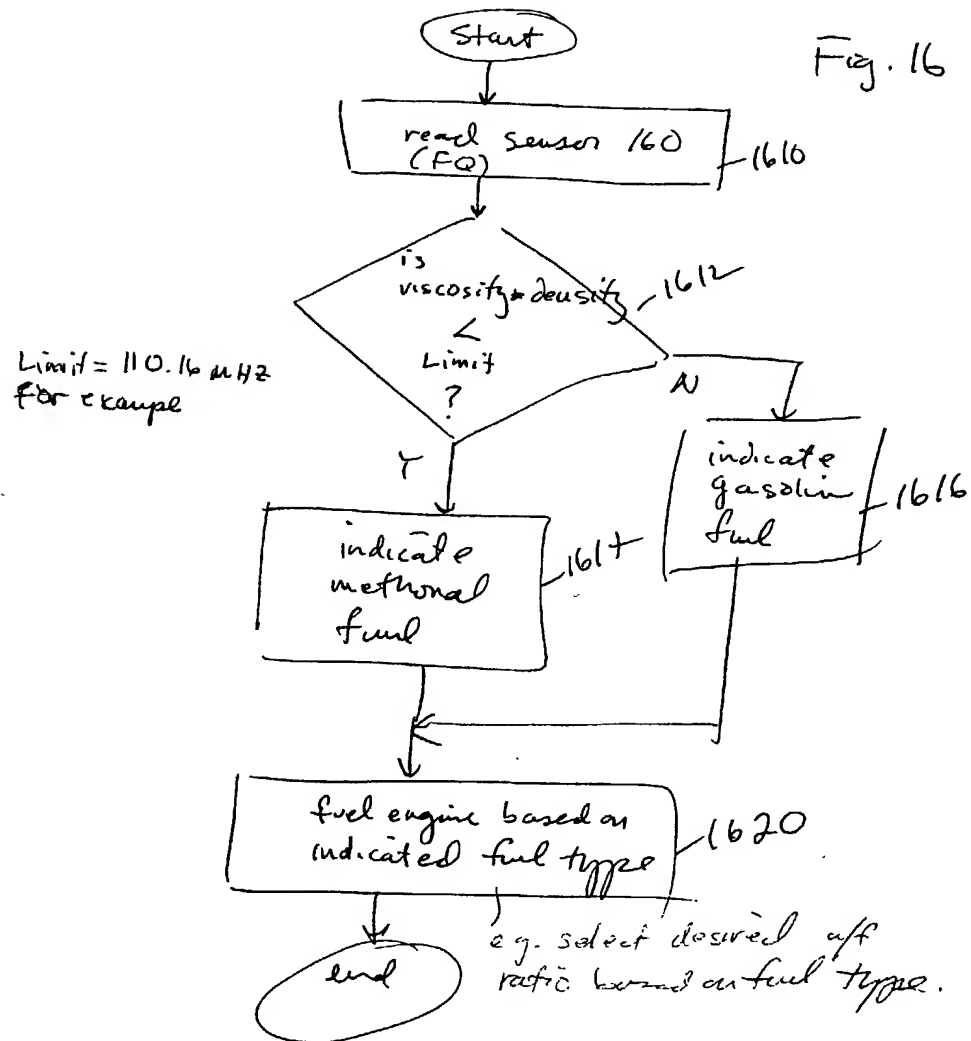 Fig. 16
Start
read sensor 160
(FQ)
1610
is
viscosity * density
<
Limit
?
1612
Limit = 110.16 MHZ
for exaupl
N
Y
indicate
gasolin
fuel
1616
indicate
methonal
fuel
161t
fuel engine based on
indicated fuel type
1620
e.g. select desired a/f
ratio based on fuel type.
end